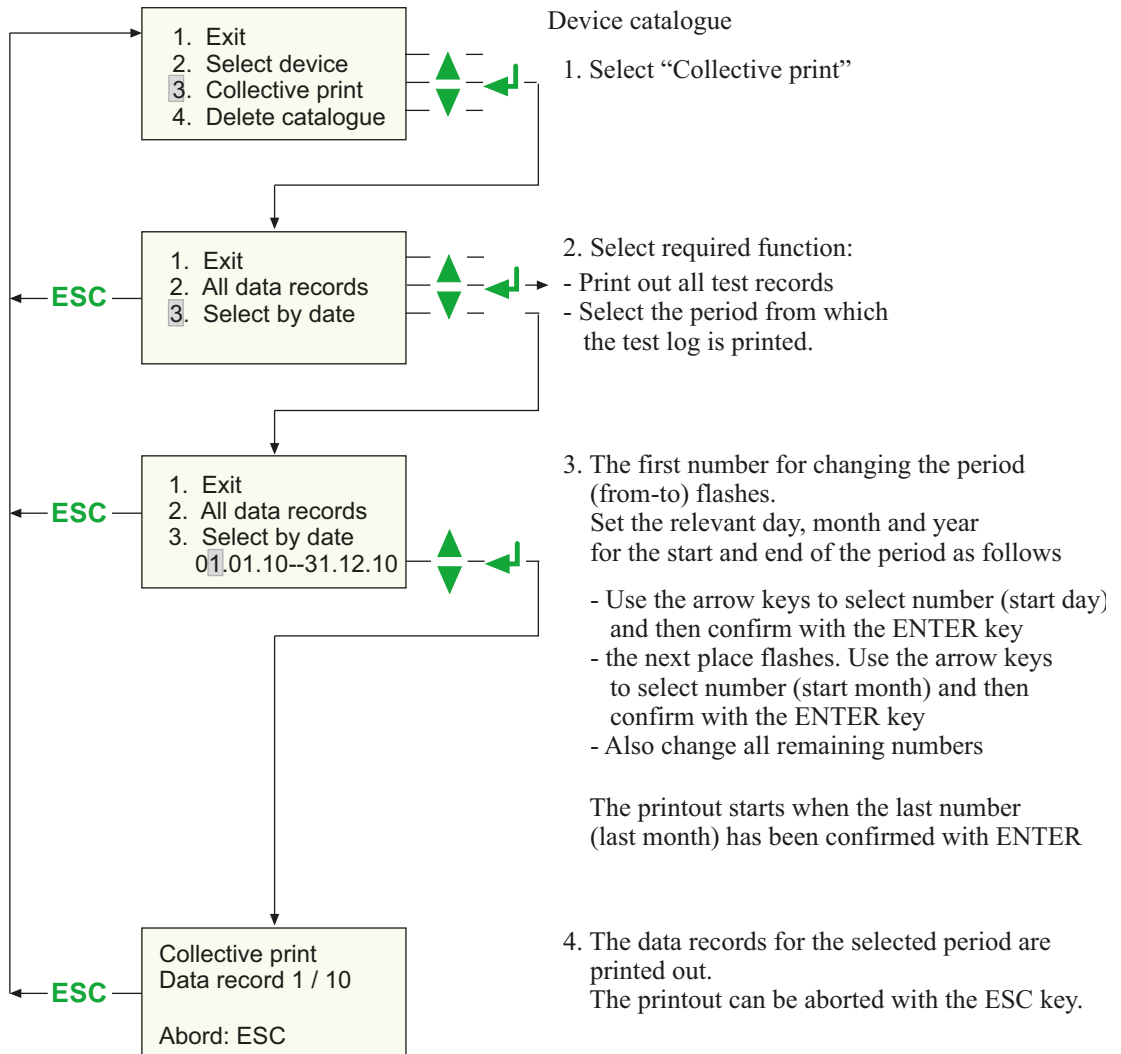 Device catalogue
1. Exit
2. Select device
3. Collective print
4. Delete catalogue
1. Select “Collective print”
1. Exit
2. All data records
3. Select by date
ESC
2. Select required function:
- Print out all test records
- Select the period from which
the test log is printed.
1. Exit
2. All data records
3. Select by date
01.01.10--31.12.10
ESC
3. The first number for changing the period
(from-to) flashes.
Set the relevant day, month and year
for the start and end of the period as follows
- Use the arrow keys to select number (start day)
and then confirm with the ENTER key
- the next place flashes. Use the arrow keys
to select number (start month) and then
confirm with the ENTER key
- Also change all remaining numbers
The printout starts when the last number
(last month) has been confirmed with ENTER
Collective print
Data record 1 / 10
Abord: ESC
ESC
4. The data records for the selected period are
printed out.
The printout can be aborted with the ESC key.